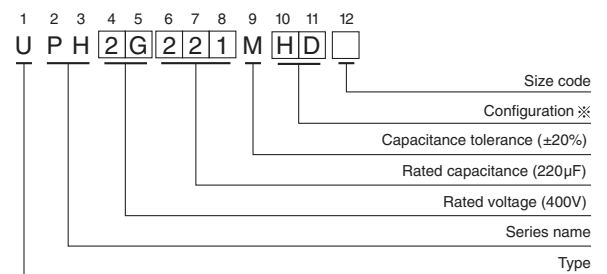 1 2 3 4 5 6 7 8 9 10 11 12
U P H 2 G 2 2 1 M H D
Size code
Configuration ※
Capacitance tolerance (±20%)
Rated capacitance (220µF)
Rated voltage (400V)
Series name
Type